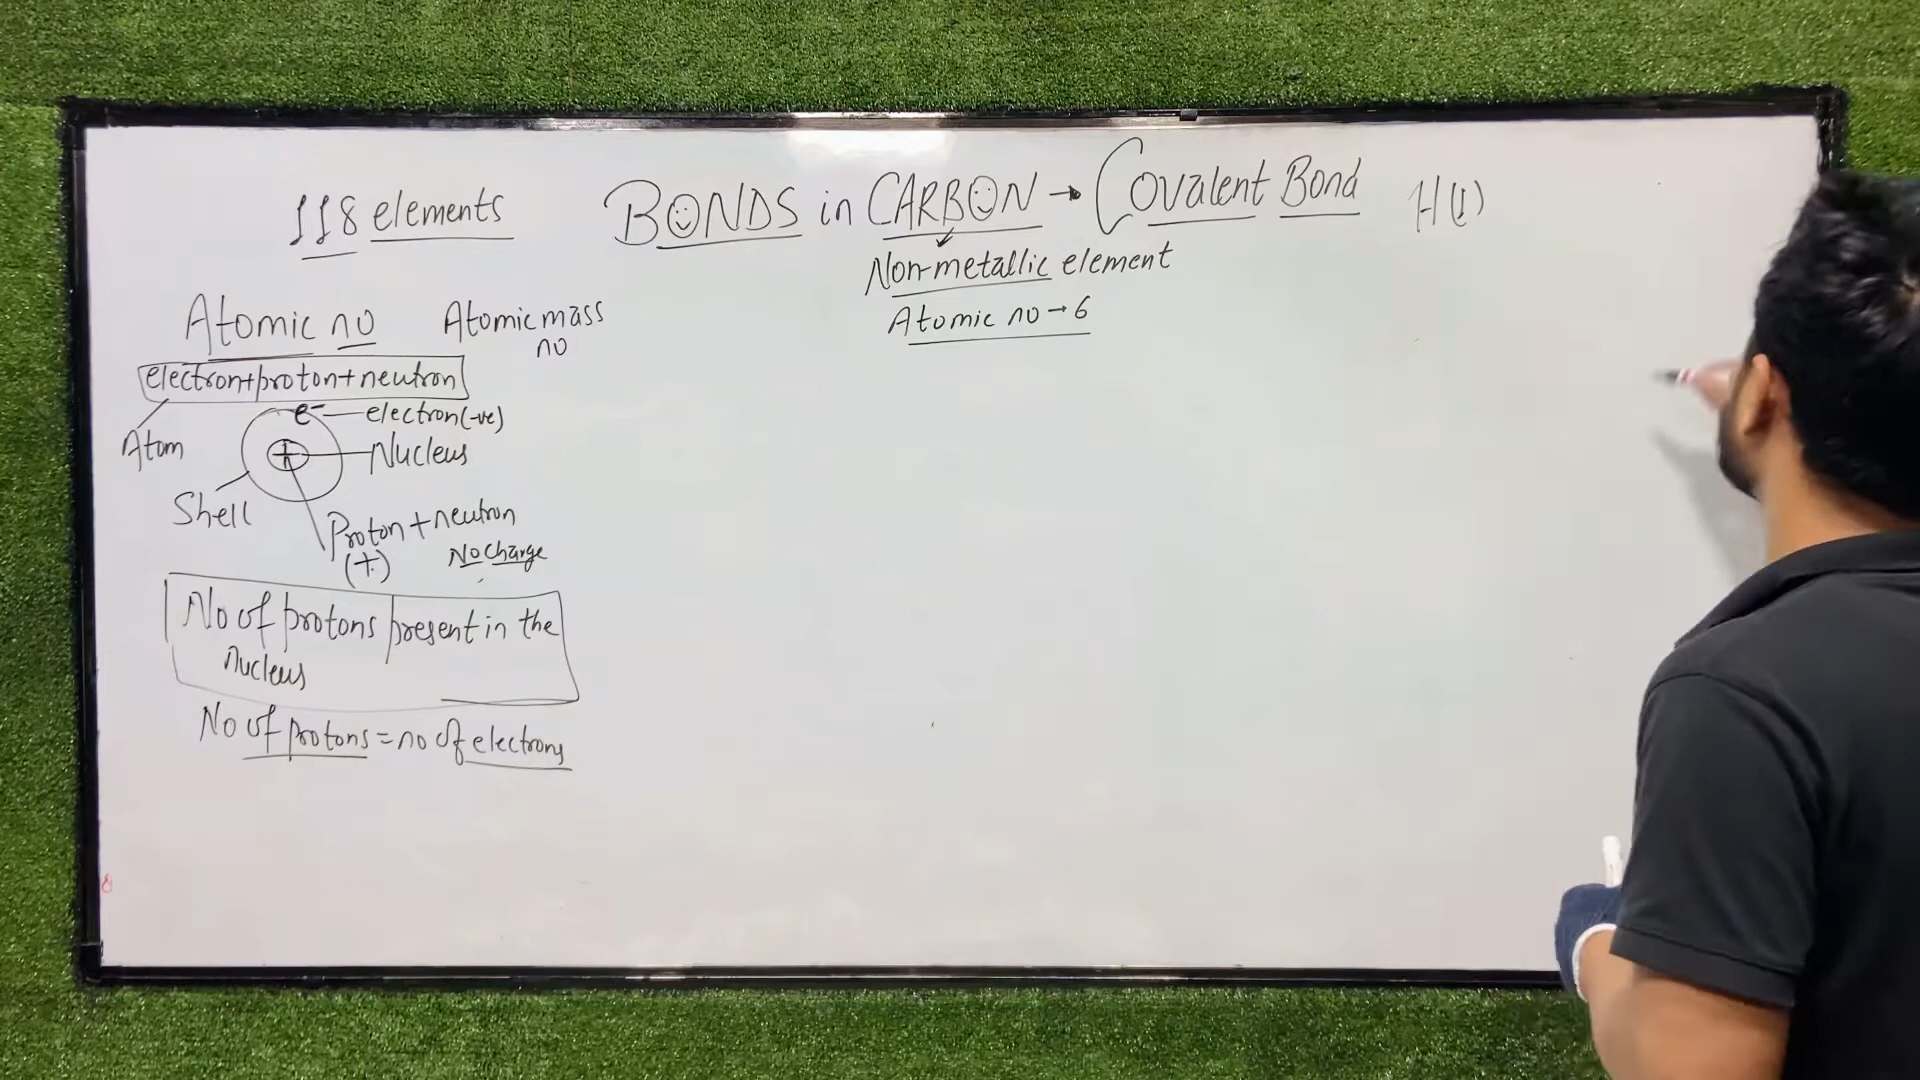 118 elements
BONDS in CARBON → Covalent Bond H(1)
Non-metallic element
Atomic no → 6
Atomic no
Atomic mass
no
electron+proton+neutron
e⁻ electron(-ve)
Atom
+ Nucleus
Shell
Proton + neutron
(+) No Charge
No of protons present in the
nucleus
No of protons = no of electrons